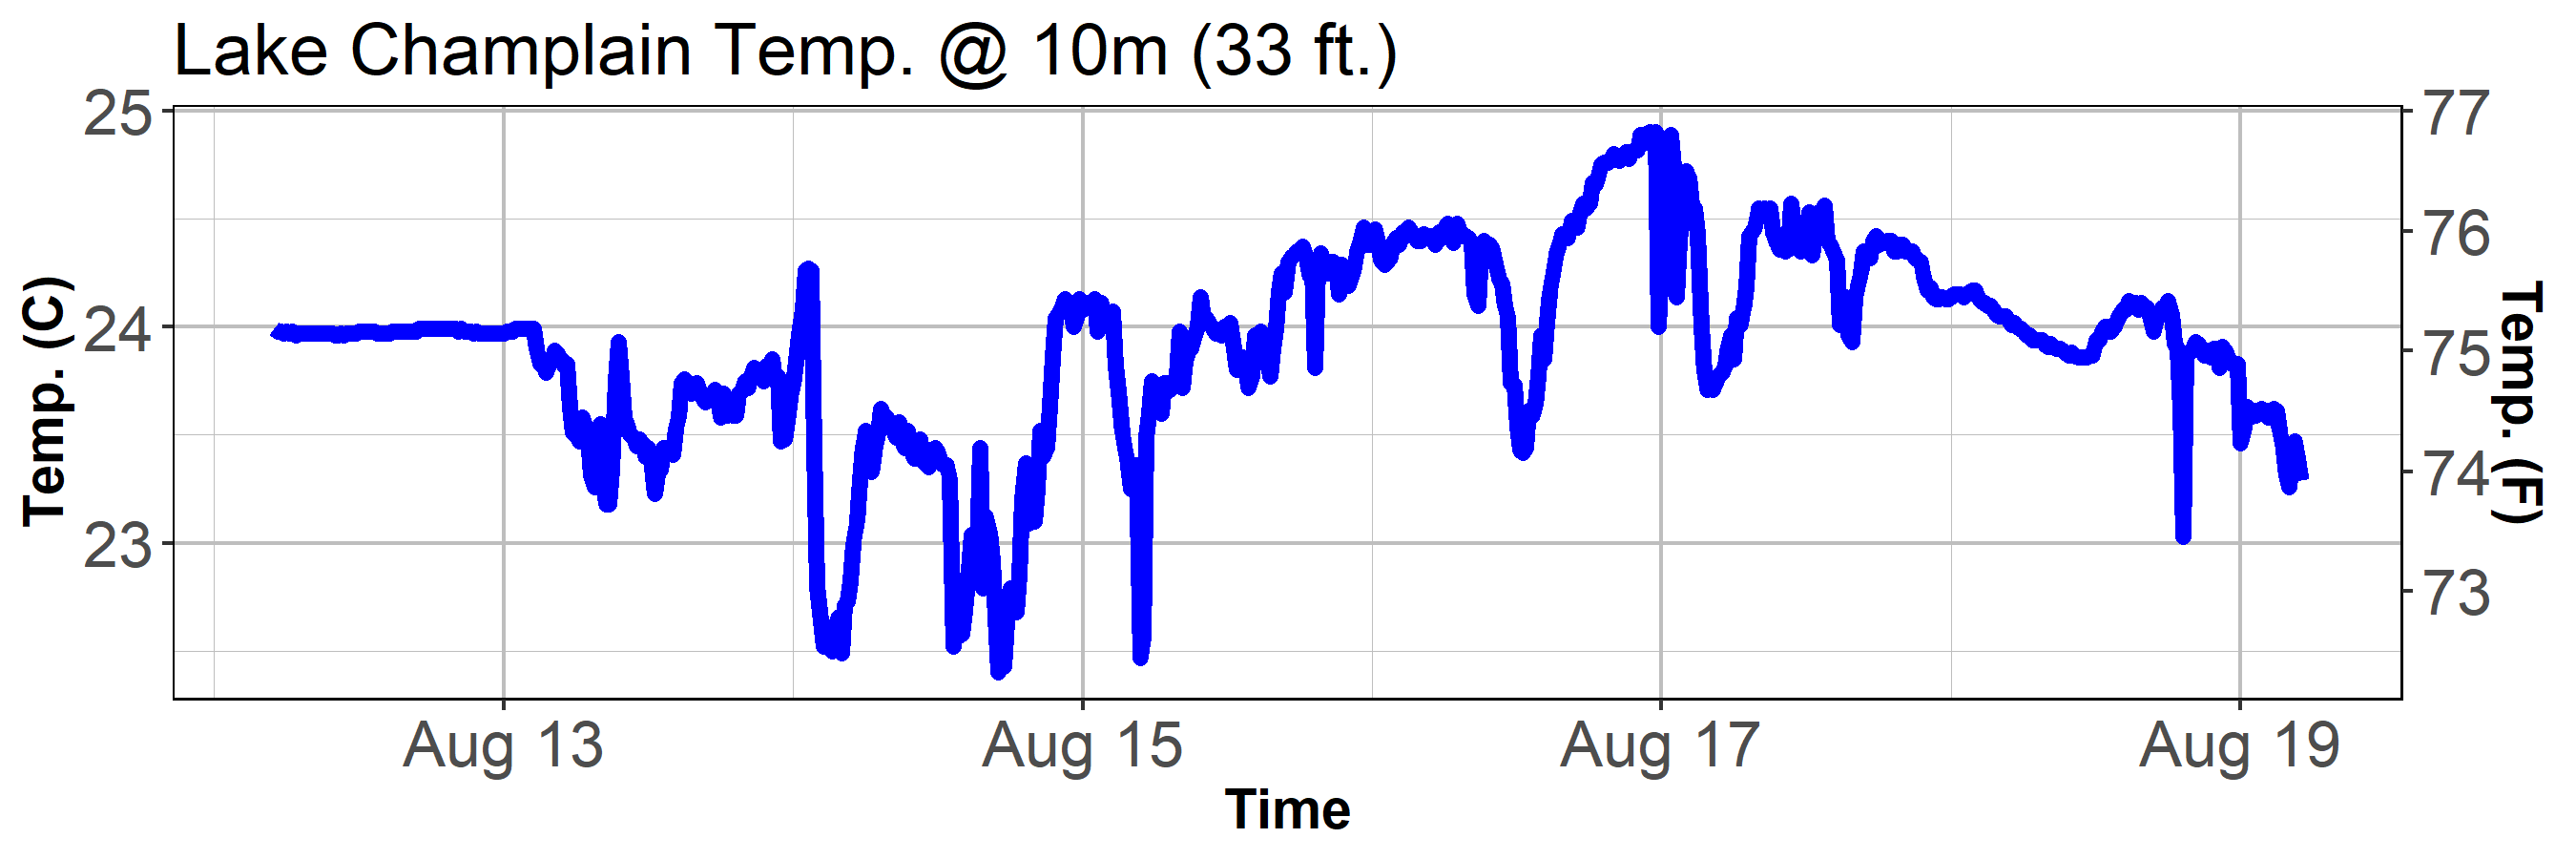 Lake Champlain Temp. @ 10m (33 ft.)
25
24
23
Temp. (C)
77
76
75
74
73
Temp. (F)
Aug 13 Aug 15 Aug 17 Aug 19
Time